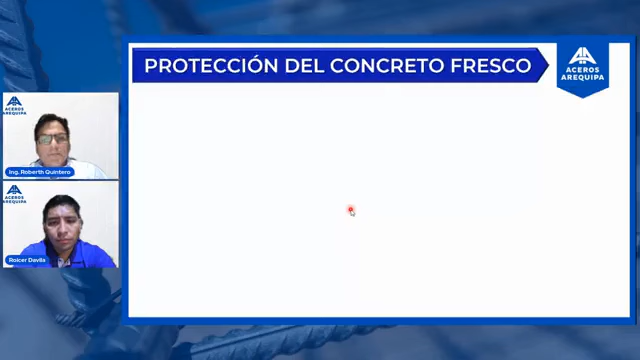 PROTECCIÓN DEL CONCRETO FRESCO
ACEROS
AREQUIPA
ACEROS
AREQUIPA
Ing. Roberth Quintero
ACEROS
AREQUIPA
Roicer Davila